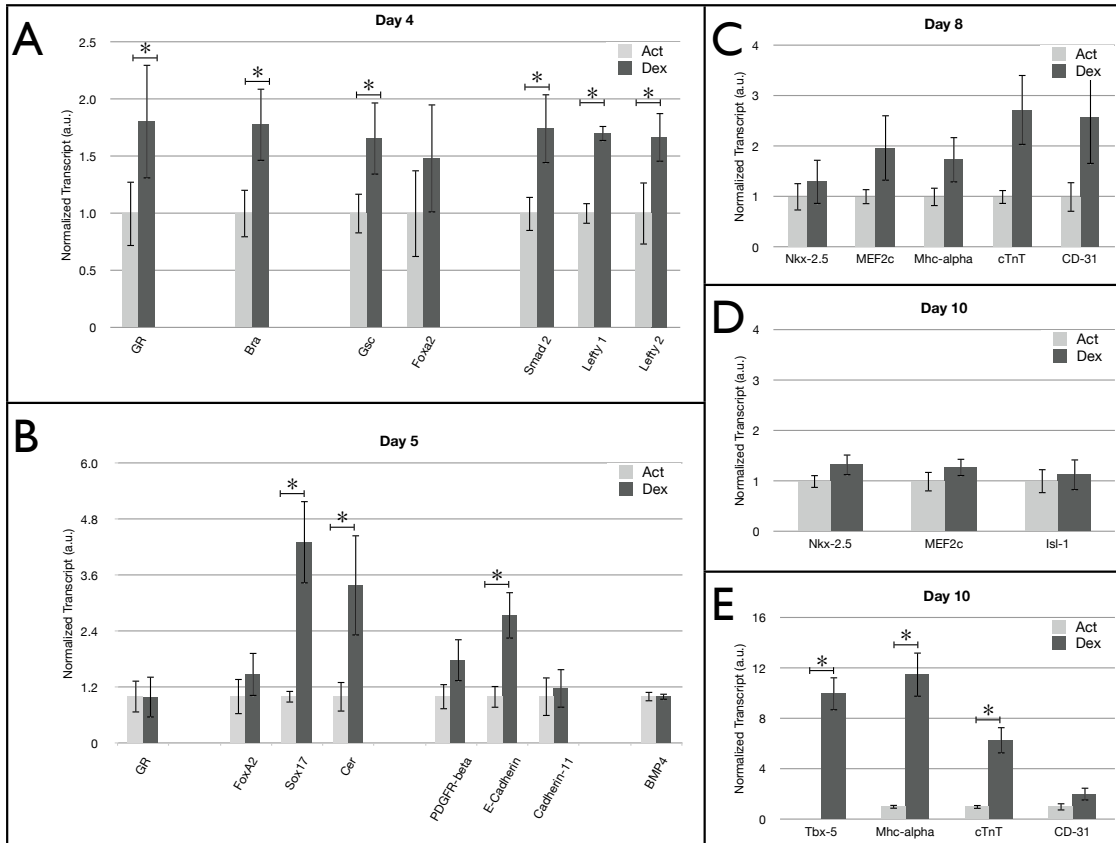 A
Day 4
Act
Dex
Normalized Transcript (a.u.)
2.5
2.0
1.5
1.0
0.5
0
*
*
*
*
*
*
GR
Bra
Gsc
Foxa2
Smad 2
Lefty 1
Lefty 2
B
Day 5
Act
Dex
Normalized Transcript (a.u.)
6.0
4.8
3.6
2.4
1.2
0
*
*
*
GR
FoxA2
Sox17
Cer
PDGFR-beta
E-Cadherin
Cadherin-11
BMP4
C
Day 8
Act
Dex
Normalized Transcript (a.u.)
4
3
2
1
0
Nkx-2.5 MEF2c Mhc-alpha cTnT CD-31
D
Day 10
Act
Dex
Normalized Transcript (a.u.)
4
3
2
1
0
Nkx-2.5 MEF2c Isl-1
E
Day 10
Act
Dex
Normalized Transcript (a.u.)
16
12
8
4
0
*
*
*
Tbx-5 Mhc-alpha cTnT CD-31